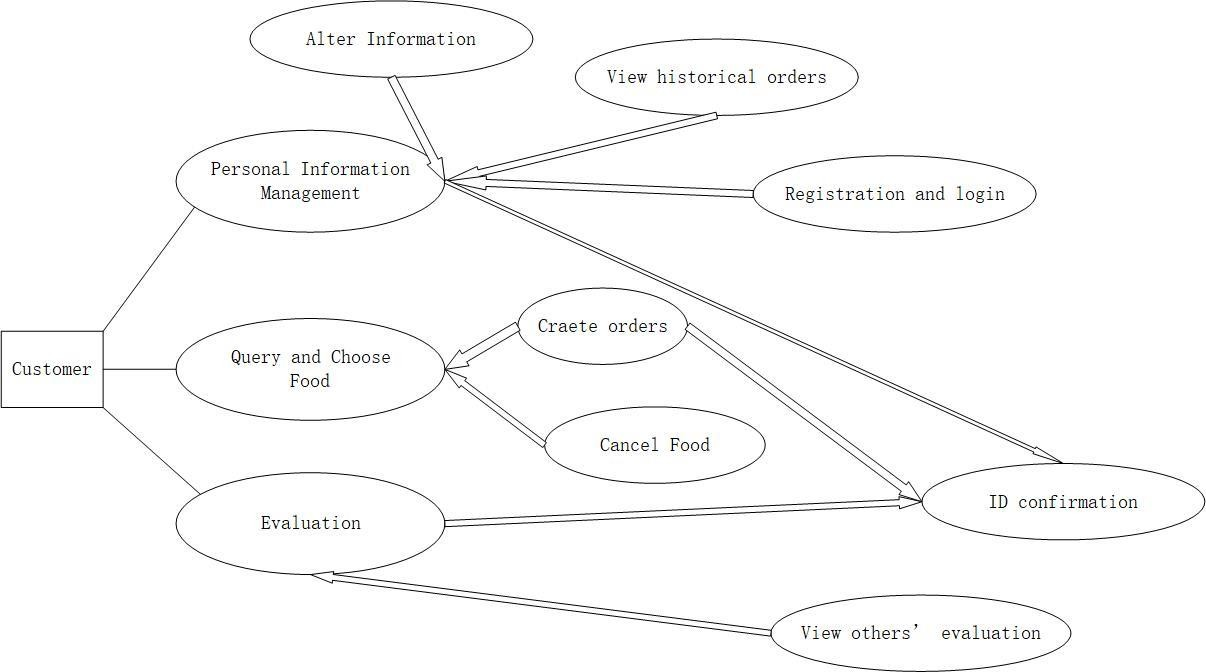 Alter Information
View historical orders
Personal Information
Management
Registration and login
Craete orders
Query and Choose
Food
Customer
Cancel Food
ID confirmation
Evaluation
View others’ evaluation